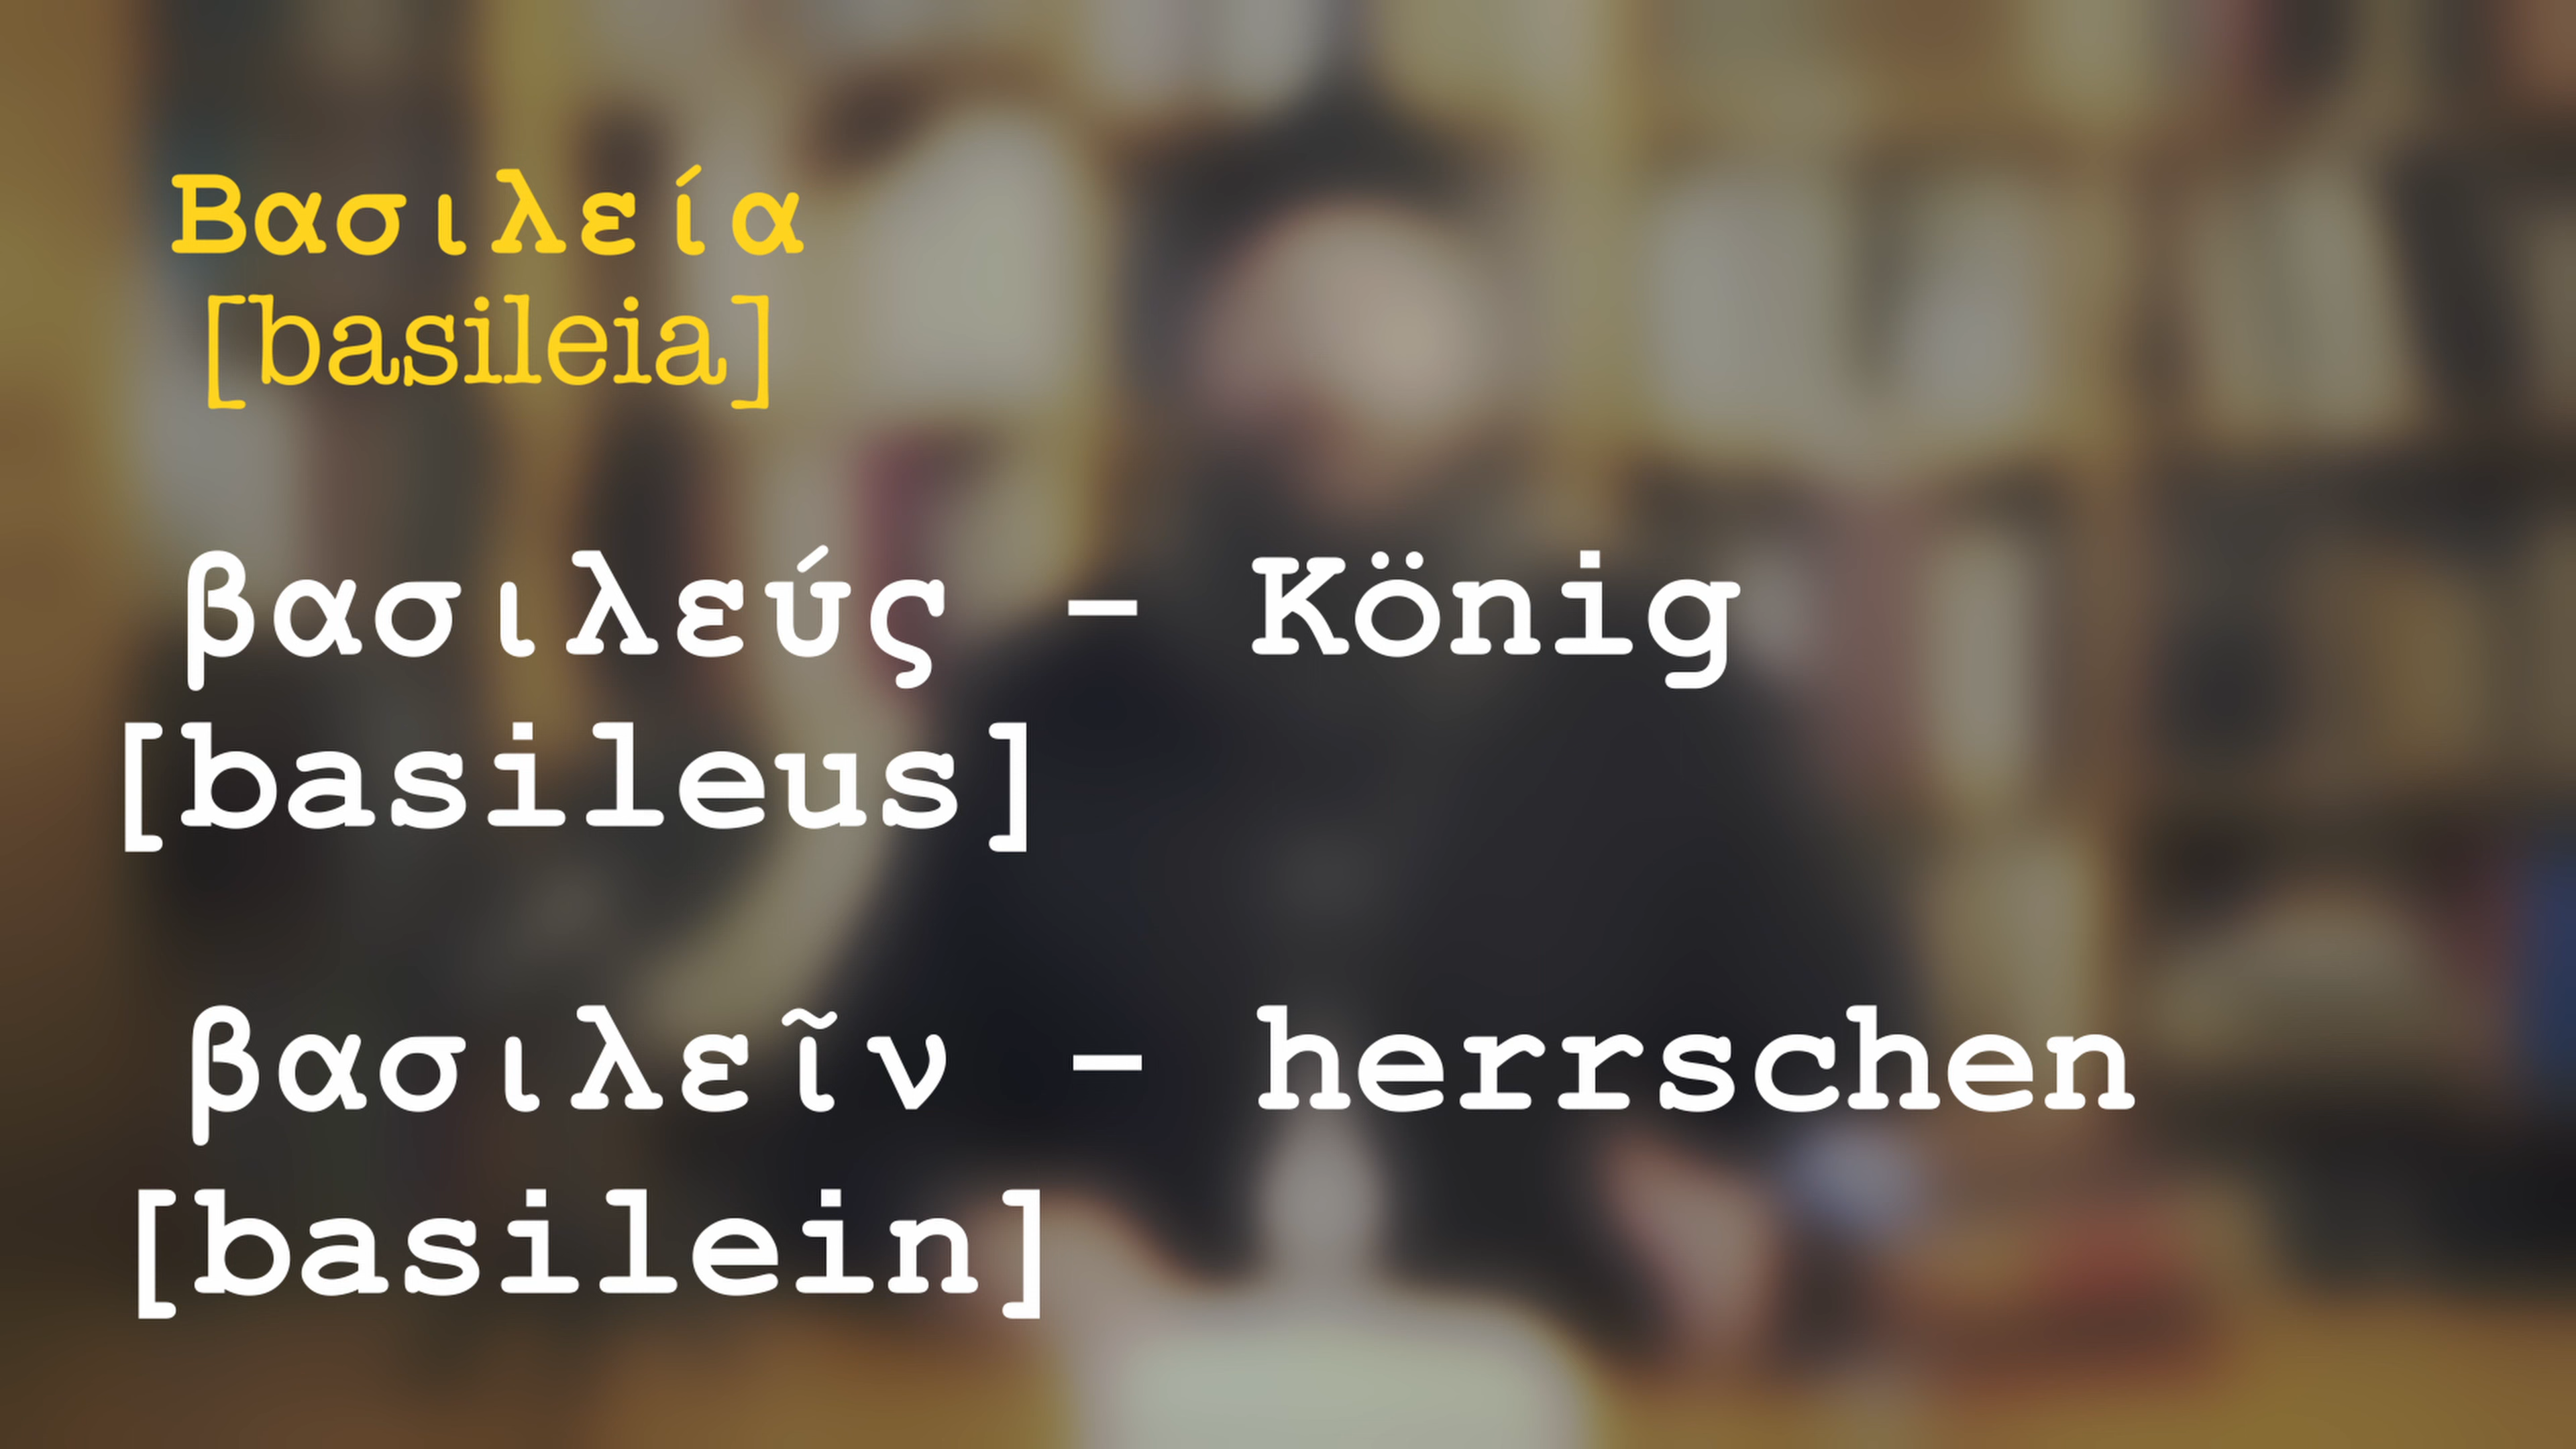 Βασιλεία
[basileia]
βασιλεύς - König
[basileus]
βασιλεῖν - herrschen
[basilein]